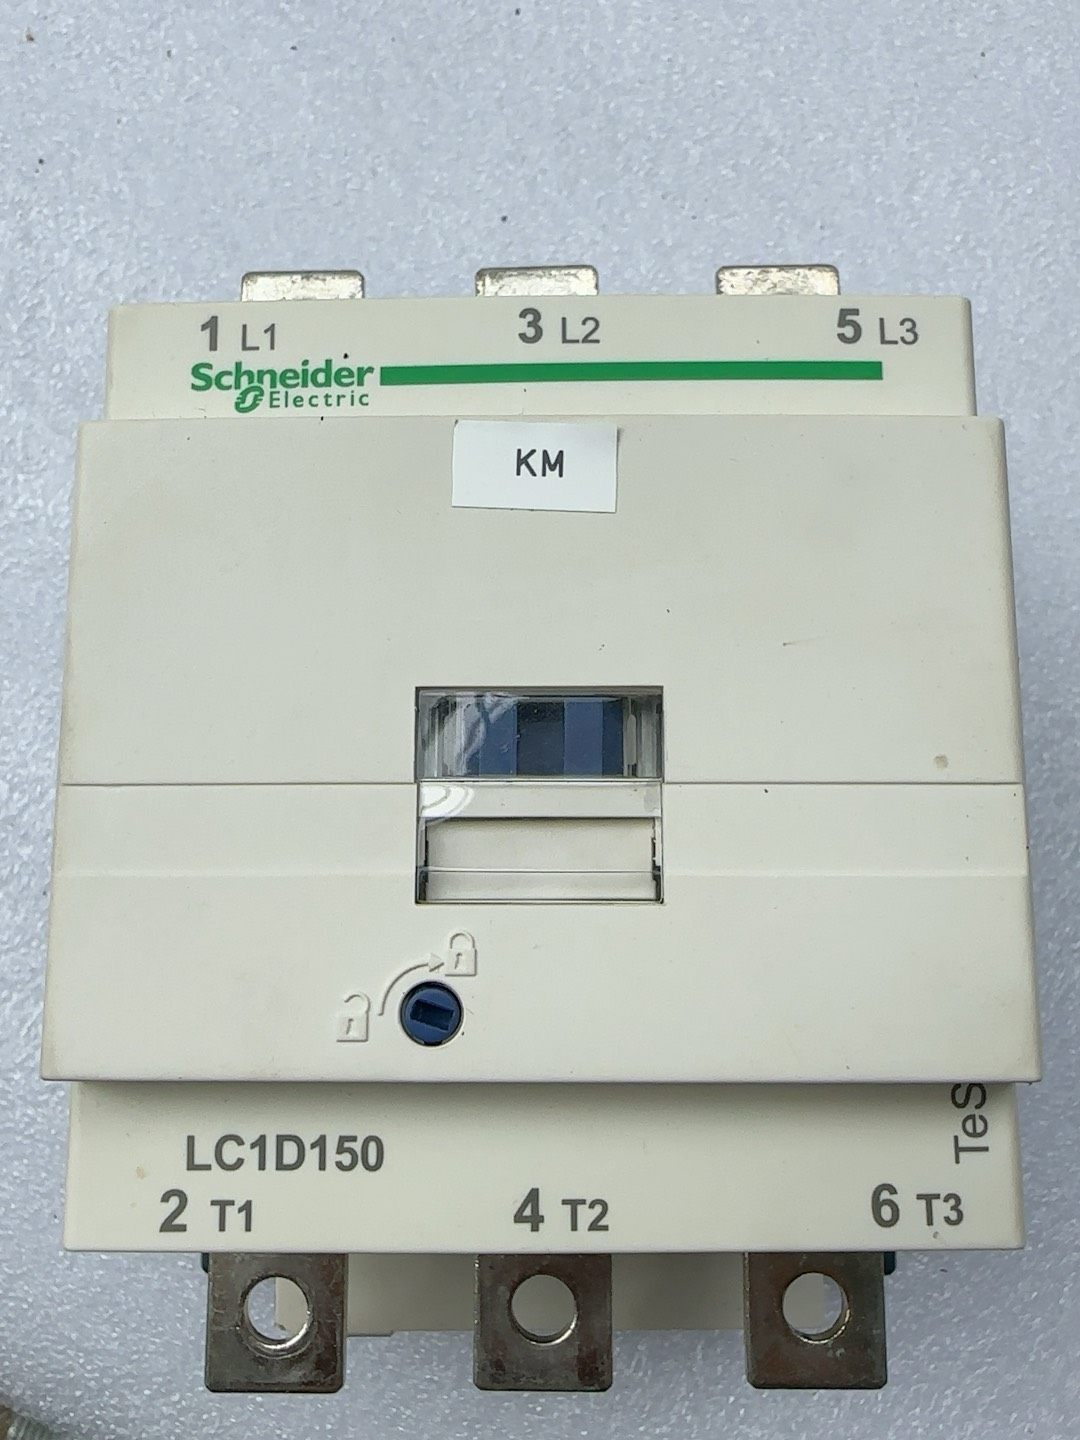 1 L1 3 L2 5 L3
Schneider
Electric
KM
TeS
LC1D150
2 T1 4 T2 6 T3